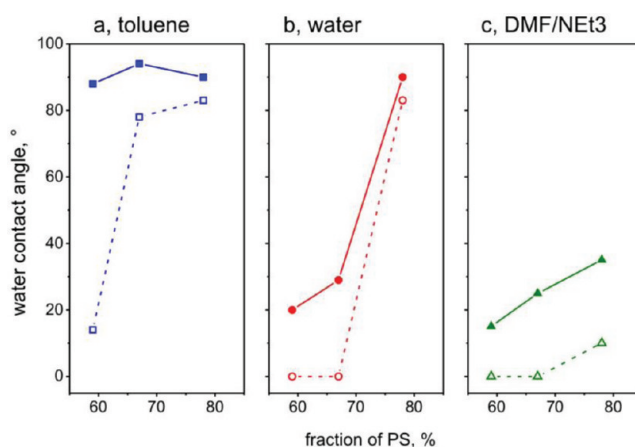 a, toluene
b, water
c, DMF/NEt3
water contact angle, °
100
80
60
40
20
0
60 70 80
60 70 80
60 70 80
fraction of PS, %